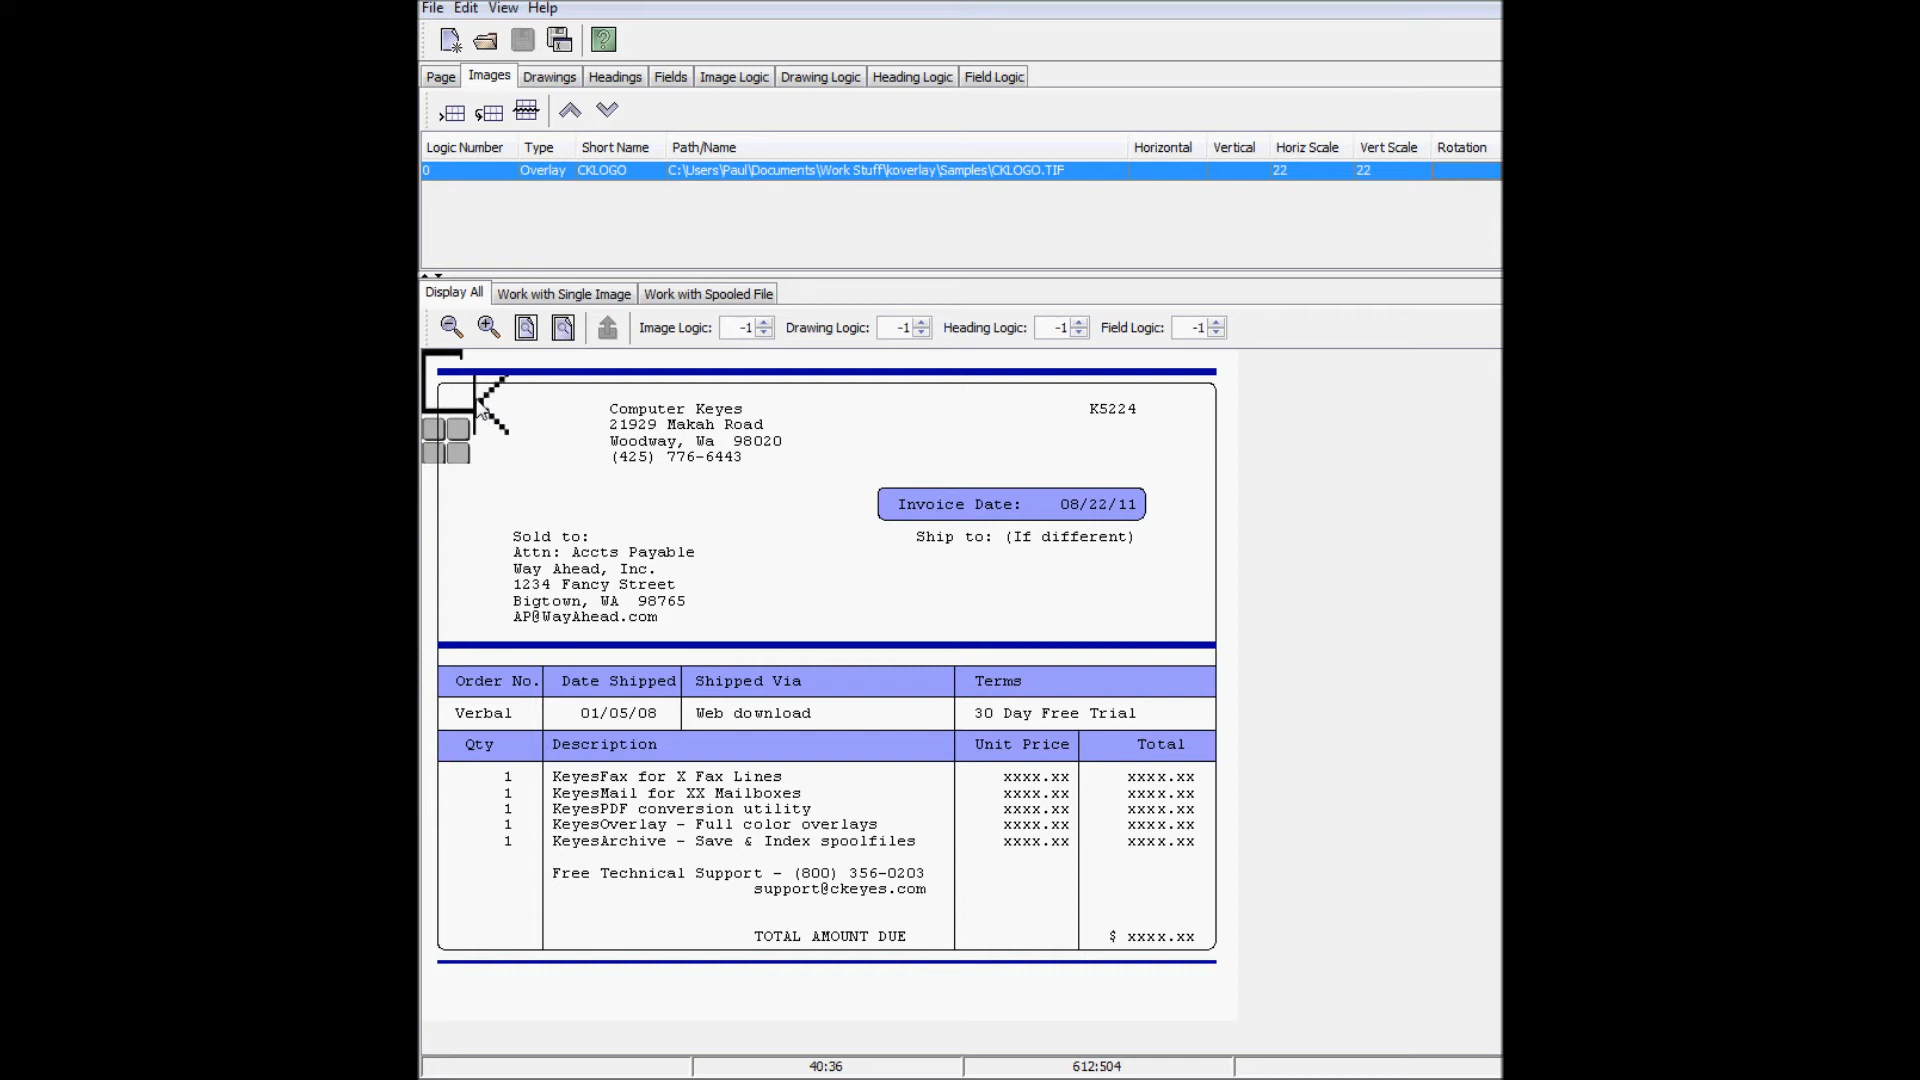 File Edit View Help
Page Images Drawings Headings Fields Image Logic Drawing Logic Heading Logic Field Logic
Logic Number Type Short Name Path/Name Horizontal Vertical Horiz Scale Vert Scale Rotation
0 Overlay CKLOGO C:\Users\Paul\Documents\Work Stuff\koverlay\Samples\CKLOGO.TIF 22 22
Display All Work with Single Image Work with Spooled File
Image Logic: -1 Drawing Logic: -1 Heading Logic: -1 Field Logic: -1
CK
Computer Keyes K5224
21929 Makah Road
Woodway, Wa 98020
(425) 776-6443
Invoice Date: 08/22/11
Sold to: Ship to: (If different)
Attn: Accts Payable
Way Ahead, Inc.
1234 Fancy Street
Bigtown, WA 98765
AP@WayAhead.com
Order No. Date Shipped Shipped Via Terms
Verbal 01/05/08 Web download 30 Day Free Trial
Qty Description Unit Price Total
1 KeyesFax for X Fax Lines xxxx.xx xxxx.xx
1 KeyesMail for XX Mailboxes xxxx.xx xxxx.xx
1 KeyesPDF conversion utility xxxx.xx xxxx.xx
1 KeyesOverlay - Full color overlays xxxx.xx xxxx.xx
1 KeyesArchive - Save & Index spoolfiles xxxx.xx xxxx.xx
Free Technical Support - (800) 356-0203
support@ckeyes.com
TOTAL AMOUNT DUE $ xxxx.xx
40:36 612:504